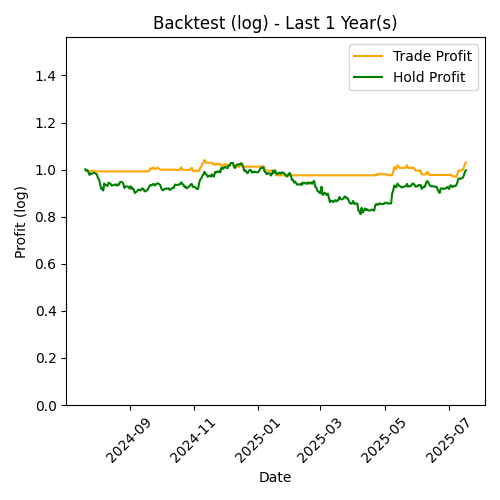 Backtest (log) - Last 1 Year(s)
Trade Profit
Hold Profit
1.4
1.2
1.0
0.8
0.6
0.4
0.2
0.0
Profit (log)
2024-09
2024-11
2025-01
2025-03
2025-05
2025-07
Date